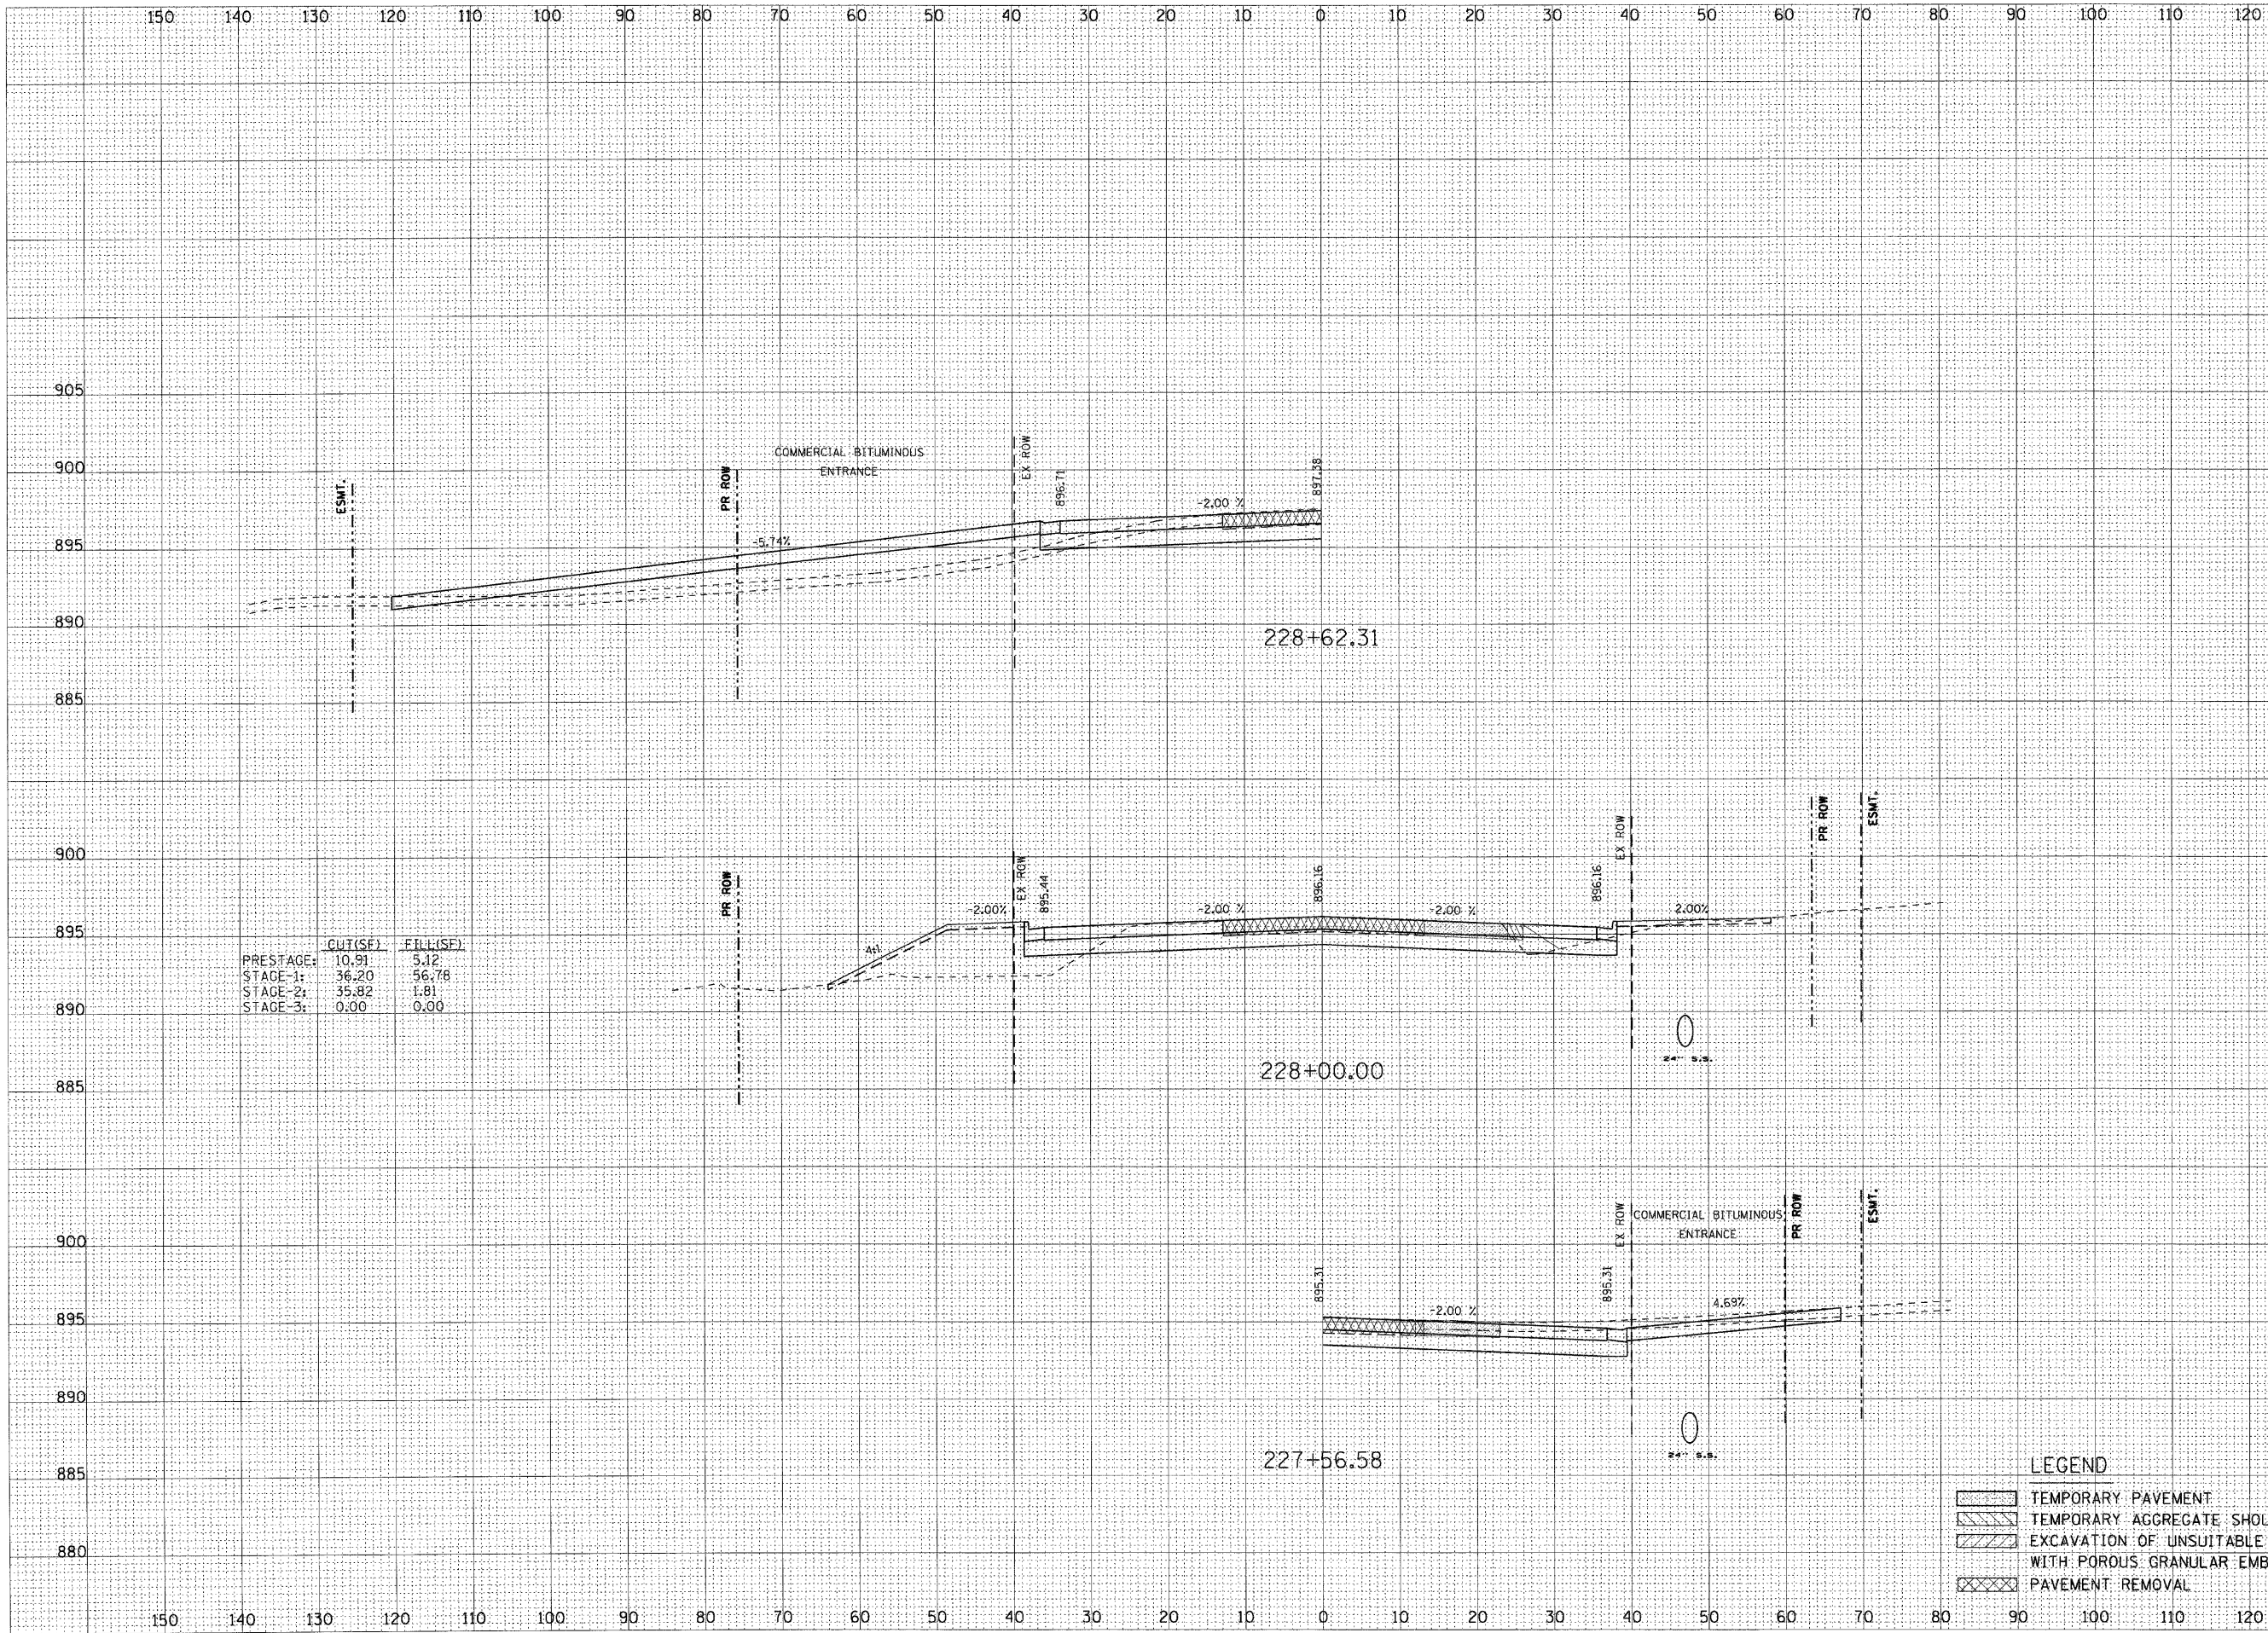 150 140 130 120 110 100 90 80 70 60 50 40 30 20 10 0 10 20 30 40 50 60 70 80 90 100 110 120
905
900
895
890
885
ESMT.
PR ROW
COMMERCIAL BITUMINOUS
ENTRANCE
EX ROW
896.71
-2.00 %
897.38
-5.74%
228+62.31
900
895
890
885
PR ROW
-2.00%
EX ROW
895.44
-2.00 %
896.16
-2.00 %
896.16
EX ROW
2.00%
PR ROW
ESMT.
4:1
CUT(SF) FILL(SF)
PRESTAGE: 10.91 5.12
STAGE-1: 36.20 56.78
STAGE-2: 35.82 1.81
STAGE-3: 0.00 0.00
24" S.S.
228+00.00
900
895
890
885
880
895.31
-2.00 %
895.31
EX ROW
COMMERCIAL BITUMINOUS
ENTRANCE
4.69%
PR ROW
ESMT.
24" S.S.
227+56.58
LEGEND
TEMPORARY PAVEMENT
TEMPORARY AGGREGATE SHOL
EXCAVATION OF UNSUITABLE
WITH POROUS GRANULAR EMB
PAVEMENT REMOVAL
150 140 130 120 110 100 90 80 70 60 50 40 30 20 10 0 10 20 30 40 50 60 70 80 90 100 110 120